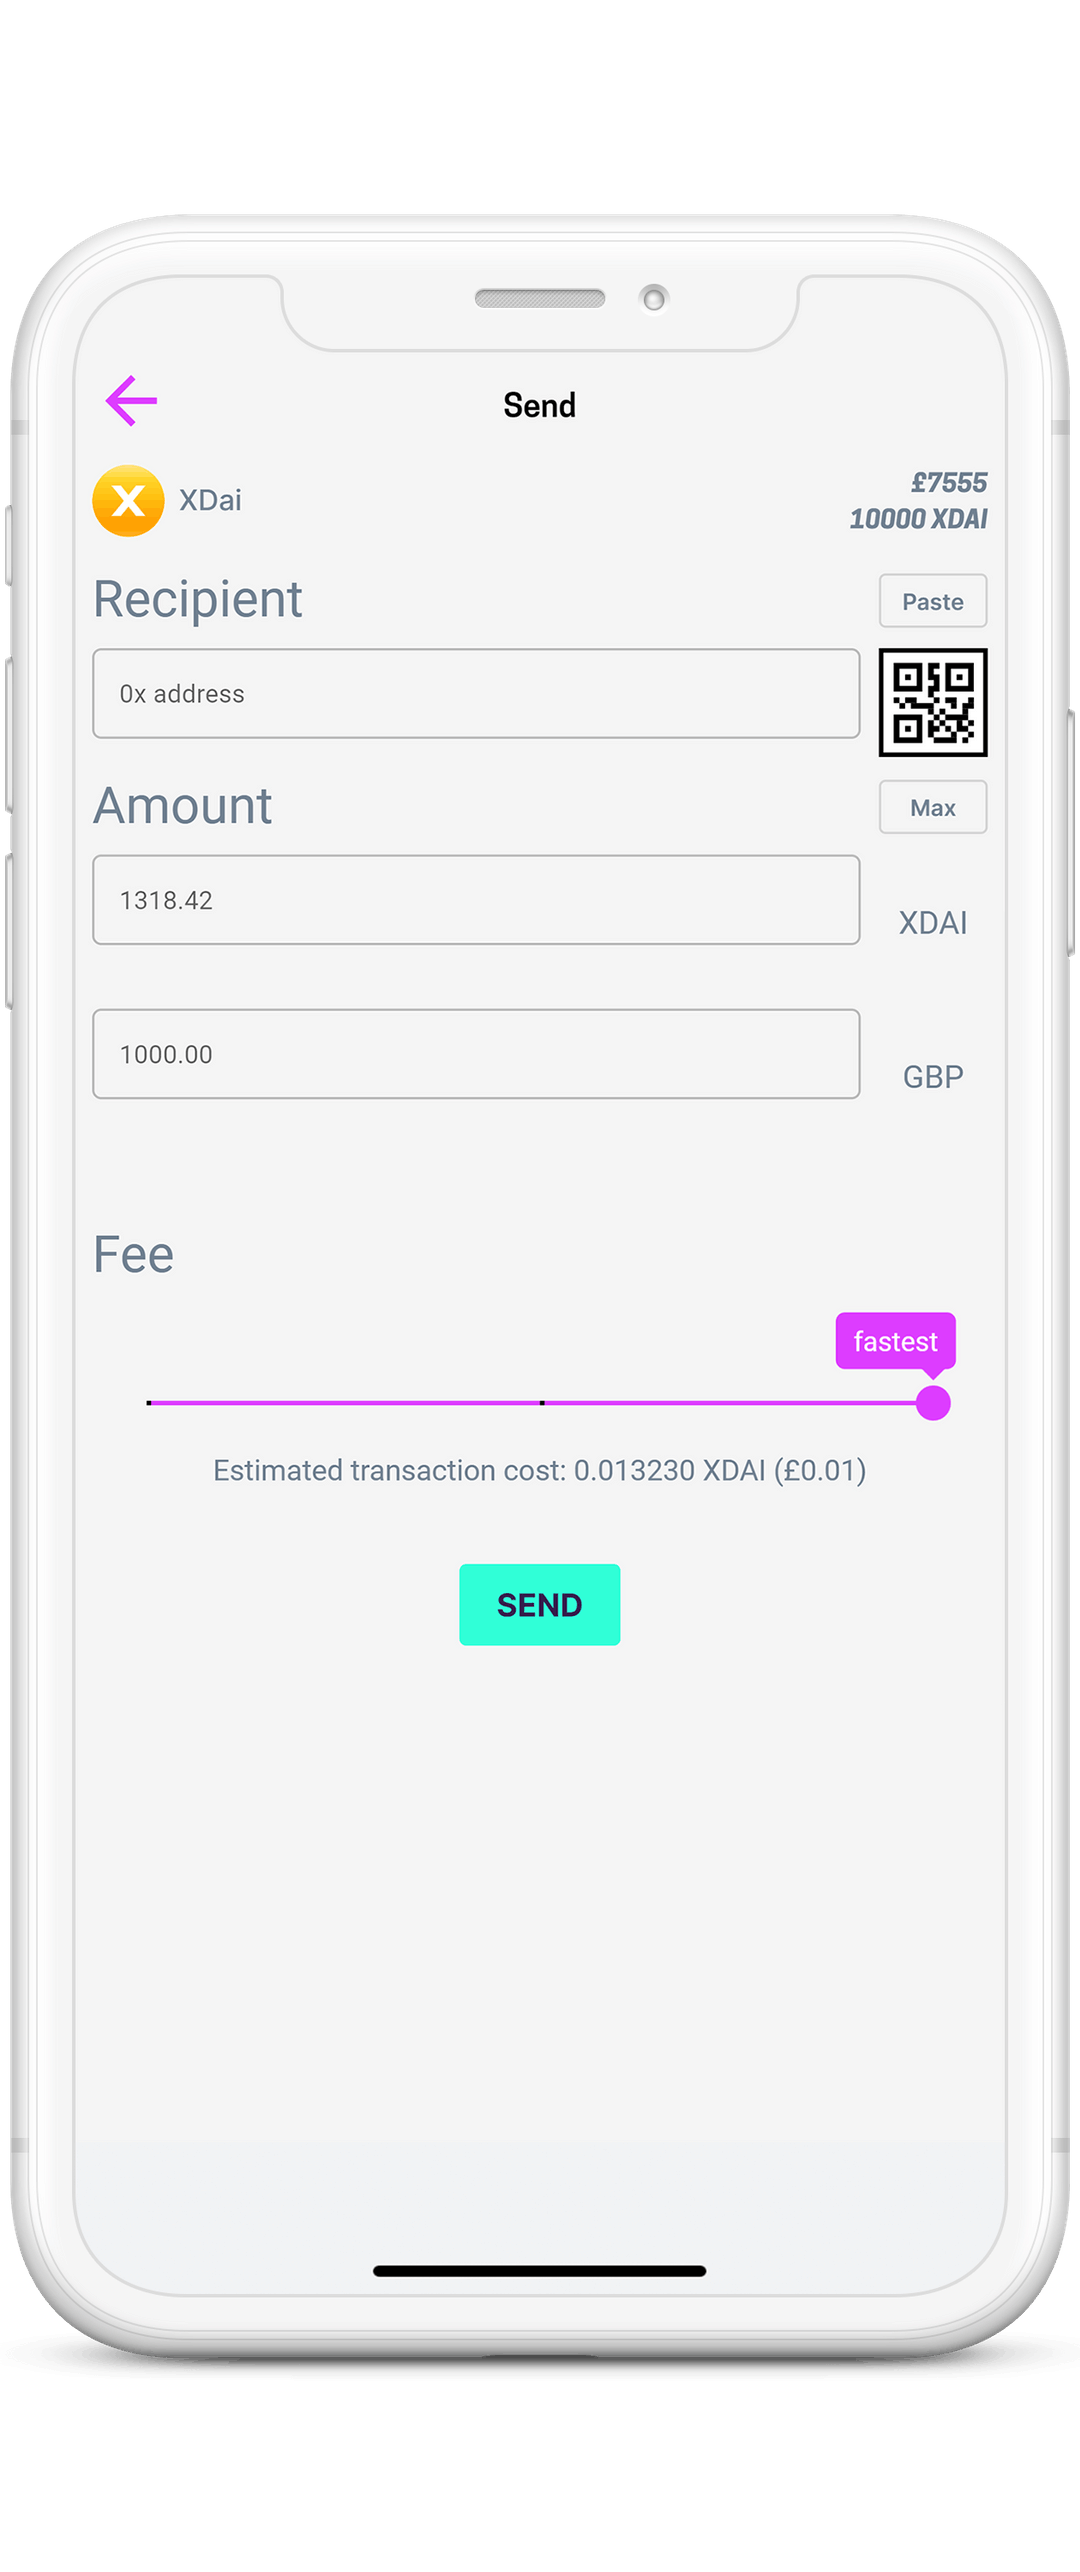 Send
X
XDai
£7555
10000 XDAI
Recipient
Paste
0x address
Amount
Max
1318.42
XDAI
1000.00
GBP
Fee
fastest
Estimated transaction cost: 0.013230 XDAI (£0.01)
SEND